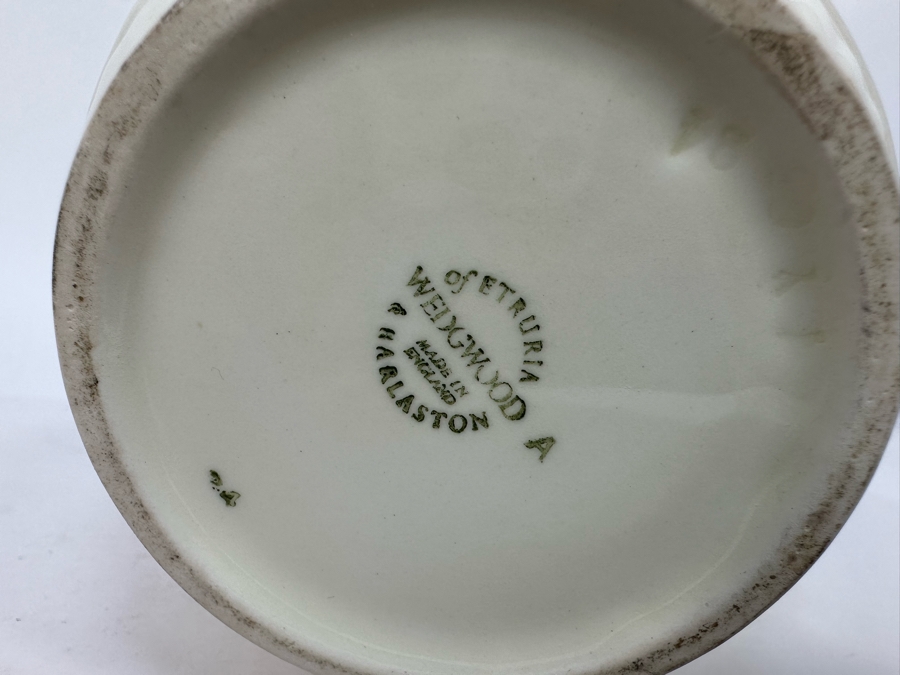 of ETRURIA
WEDGWOOD
MADE IN
ENGLAND
& BARLASTON
A